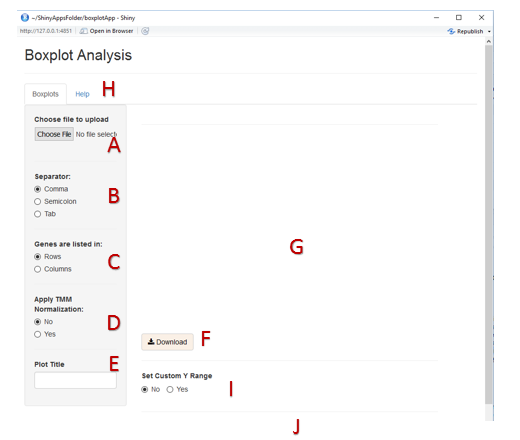 ~/ShinyAppsFolder/boxplotApp - Shiny
http://127.0.0.1:4851 Open in Browser Republish
Boxplot Analysis
Boxplots Help H
Choose file to upload
Choose File No file selecte
A
Separator:
Comma
B
Semicolon
Tab
Genes are listed in:
Rows
C
Columns
G
Apply TMM
Normalization:
No
D
Yes
Download F
Plot Title E
Set Custom Y Range
No Yes I
J